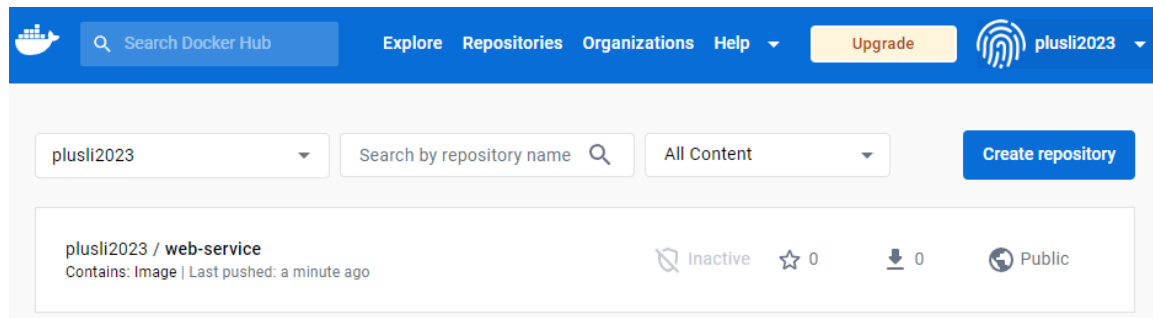 Search Docker Hub Explore Repositories Organizations Help Upgrade plusli2023
plusli2023 Search by repository name All Content Create repository
plusli2023 / web-service Inactive 0 0 Public
Contains: Image | Last pushed: a minute ago